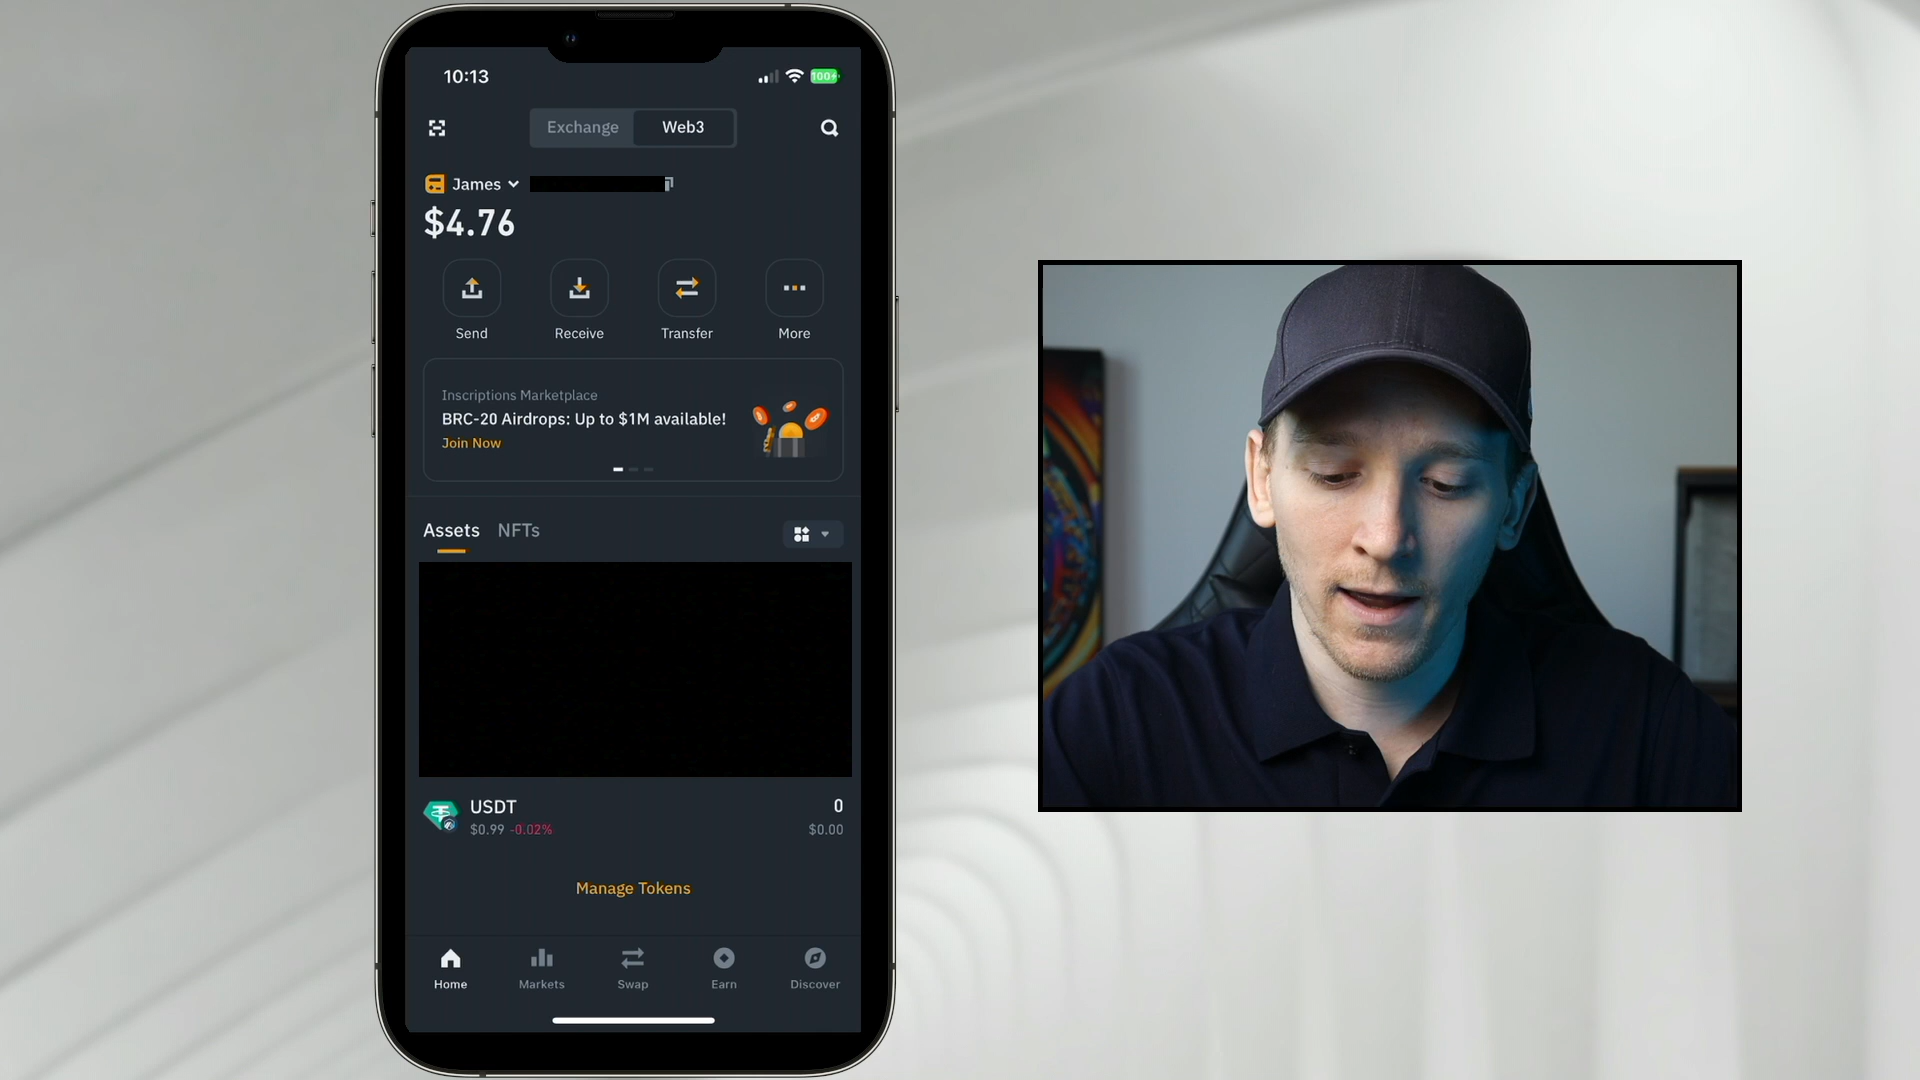 10:13
100
Exchange Web3
James
$4.76
Send Receive Transfer More
Inscriptions Marketplace
BRC-20 Airdrops: Up to $1M available!
Join Now
Assets NFTs
USDT 0
$0.99 -0.02% $0.00
Manage Tokens
Home Markets Swap Earn Discover